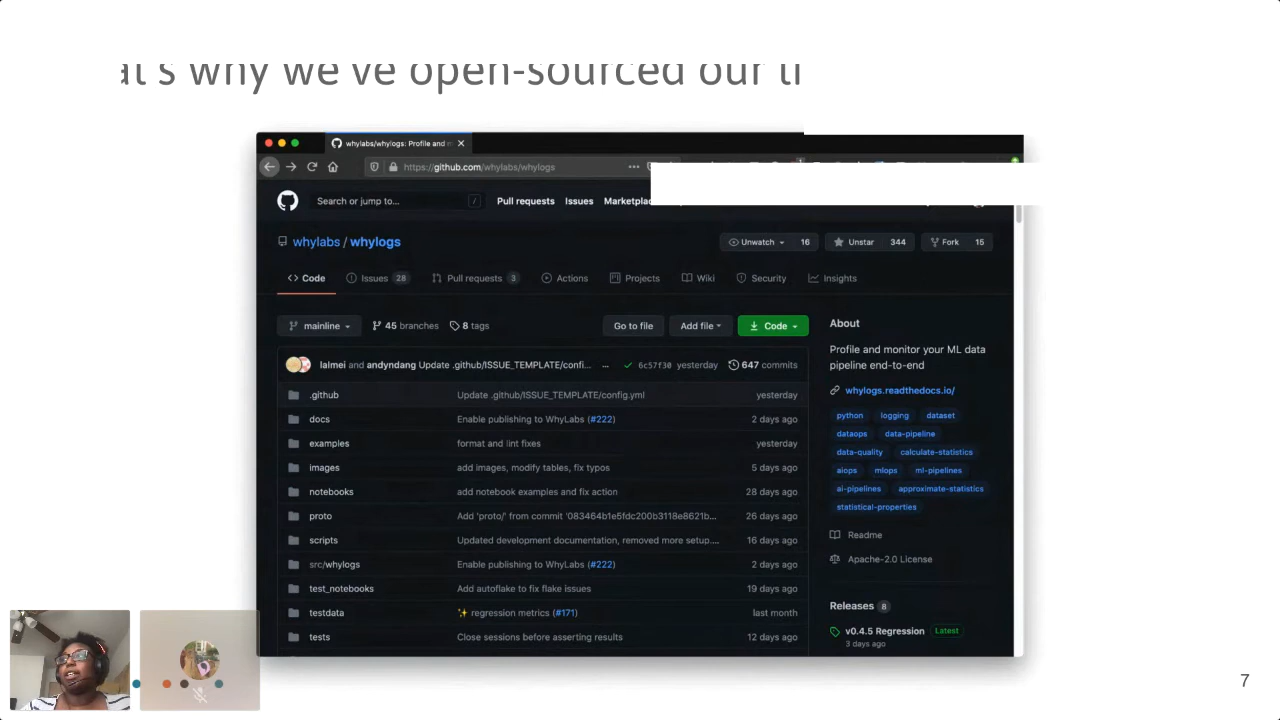 at's why we've open-sourced our li
whylabs/whylogs: Profile and m
https://github.com/whylabs/whylogs
Search or jump to... /
Pull requests Issues Marketplac
whylabs / whylogs
Unwatch 16 Unstar 344 Fork 15
Code Issues 28 Pull requests 3 Actions Projects Wiki Security Insights
mainline 45 branches 8 tags Go to file Add file Code
lalmei and andyndang Update .github/ISSUE_TEMPLATE/confi... ... 6c57f30 yesterday 647 commits
.github Update .github/ISSUE_TEMPLATE/config.yml yesterday
docs Enable publishing to WhyLabs (#222) 2 days ago
examples format and lint fixes yesterday
images add images, modify tables, fix typos 5 days ago
notebooks add notebook examples and fix action 28 days ago
proto Add 'proto/' from commit '083464b1e5fdc200b3118e8621b... 26 days ago
scripts Updated development documentation, removed more setup.... 16 days ago
src/whylogs Enable publishing to WhyLabs (#222) 2 days ago
test_notebooks Add autoflake to fix flake issues 19 days ago
testdata ✨ regression metrics (#171) last month
tests Close sessions before asserting results 12 days ago
About
Profile and monitor your ML data
pipeline end-to-end
whylogs.readthedocs.io/
python logging dataset
dataops data-pipeline
data-quality calculate-statistics
aiops mlops ml-pipelines
ai-pipelines approximate-statistics
statistical-properties
Readme
Apache-2.0 License
Releases 8
v0.4.5 Regression Latest
3 days ago
7